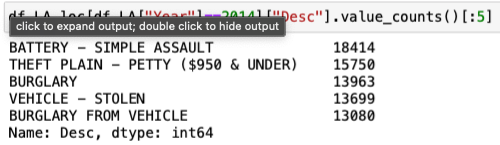 df_LA.loc[df_LA["Year"]==2014]["Desc"].value_counts()[:5]
click to expand output; double click to hide output
BATTERY - SIMPLE ASSAULT 18414
THEFT PLAIN - PETTY ($950 & UNDER) 15750
BURGLARY 13963
VEHICLE - STOLEN 13699
BURGLARY FROM VEHICLE 13080
Name: Desc, dtype: int64